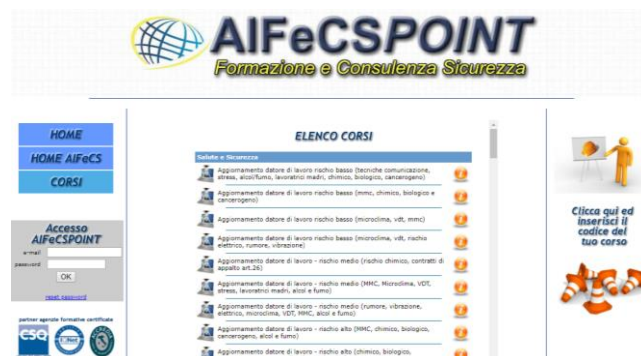 AIFeCSPOINT
Formazione e Consulenza Sicurezza
HOME
HOME AIFeCS
CORSI
Accesso
AIFeCSPOINT
e-mail
password
OK
reset password
partner agenzie formative certificate
CSQ
ELENCO CORSI
Salute e Sicurezza
Aggiornamento datore di lavoro rischio basso (tecniche comunicazione,
stress, alcol/fumo, lavoratrici madri, chimico, biologico, cancerogeno)
Aggiornamento datore di lavoro rischio basso (mmc, chimico, biologico e
cancerogeno)
Aggiornamento datore di lavoro rischio basso (microclima, vdt, mmc)
Aggiornamento datore di lavoro rischio basso (microclima, vdt, rischio
elettrico, rumore, vibrazione)
Aggiornamento datore di lavoro - rischio medio (rischio chimico, contratti di
appalto art.26)
Aggiornamento datore di lavoro - rischio medio (MMC, Microclima, VDT,
stress, lavoratrici madri, alcol e fumo)
Aggiornamento datore di lavoro - rischio medio (rumore, vibrazione,
elettrico, microclima, VDT, MHC, alcol e fumo)
Aggiornamento datore di lavoro - rischio alto (MMC, chimico, biologico,
cancerogeno, alcol e fumo)
Aggiornamento datore di lavoro - rischio alto (chimico, biologico,
Clicca qui ed
inserisci il
codice del
tuo corso